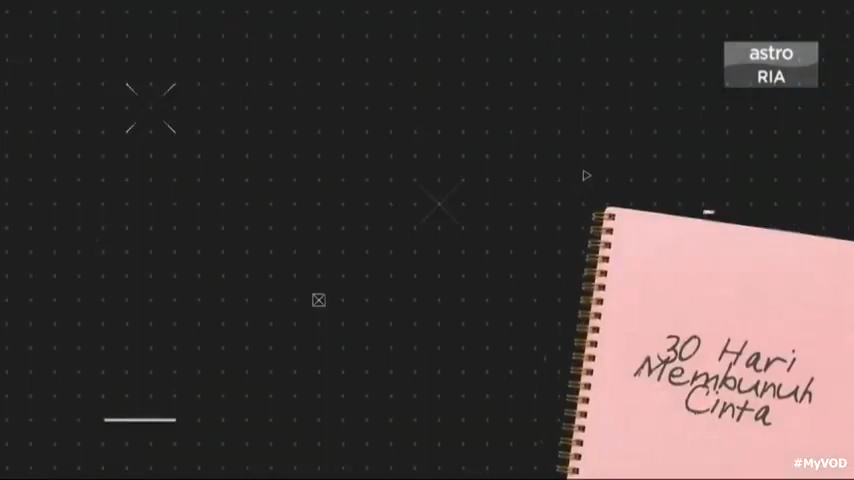 astro
RIA
30 Hari
Membunuh
Cinta
#MyVOD